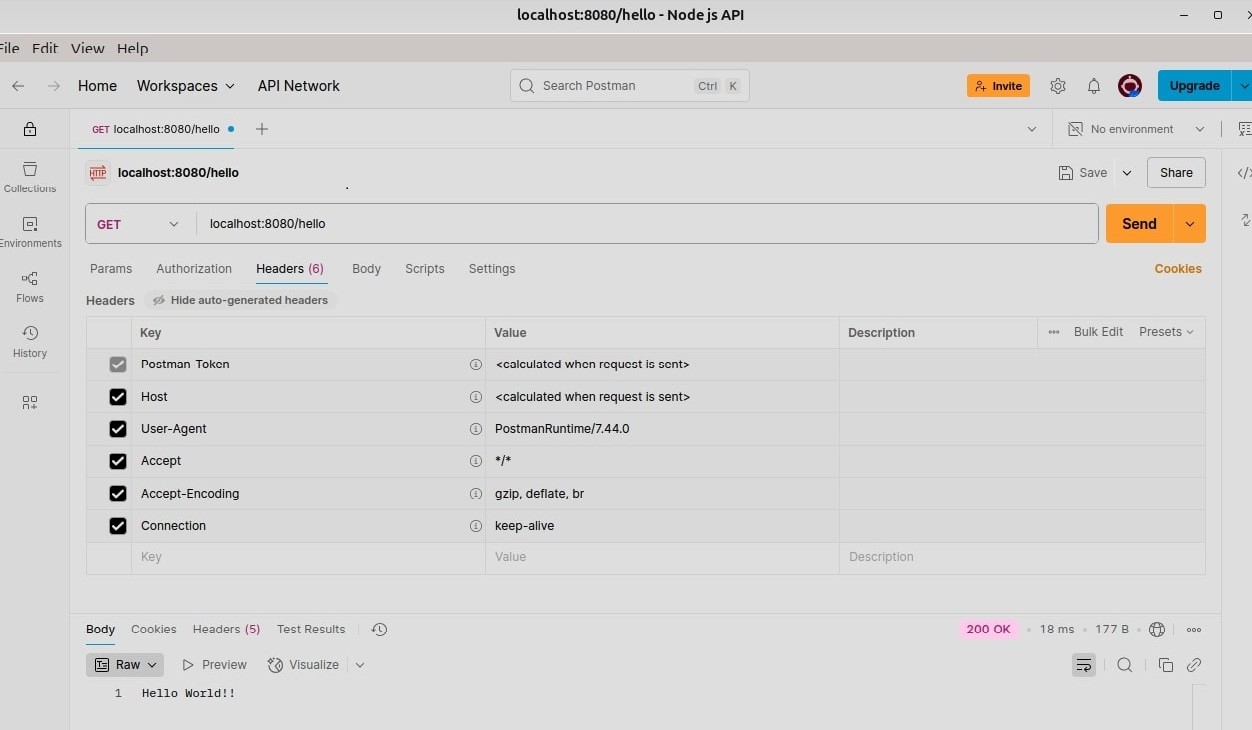 localhost:8080/hello - Node js API
File Edit View Help
Home Workspaces API Network Search Postman Ctrl K Invite Upgrade
GET localhost:8080/hello No environment
HTTP localhost:8080/hello Save Share
GET localhost:8080/hello Send
Params Authorization Headers (6) Body Scripts Settings Cookies
Headers Hide auto-generated headers
Key Value Description Bulk Edit Presets
Postman-Token <calculated when request is sent>
Host <calculated when request is sent>
User-Agent PostmanRuntime/7.44.0
Accept */*
Accept-Encoding gzip, deflate, br
Connection keep-alive
Key Value Description
Collections
Environments
Flows
History
Body Cookies Headers (5) Test Results 200 OK • 18 ms • 177 B •
Raw Preview Visualize
1 Hello World!!